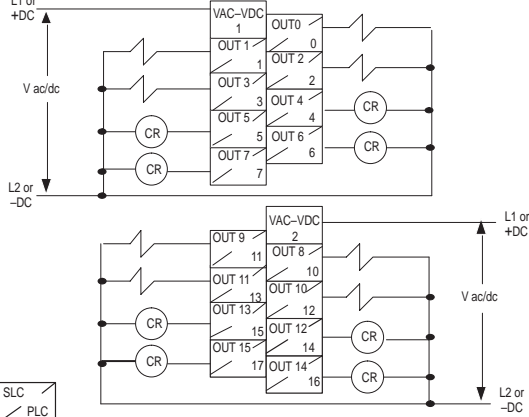 L1 or
+DC
VAC–VDC
1
OUT0
0
OUT 1
1
OUT 2
2
OUT 3
3
OUT 4
4
OUT 5
5
OUT 6
6
OUT 7
7
V ac/dc
CR
CR
CR
CR
L2 or
–DC
VAC–VDC
2
L1 or
+DC
OUT 9
11
OUT 8
10
OUT 11
13
OUT 10
12
OUT 13
15
OUT 12
14
OUT 15
17
OUT 14
16
V ac/dc
CR
CR
CR
CR
L2 or
–DC
SLC
PLC